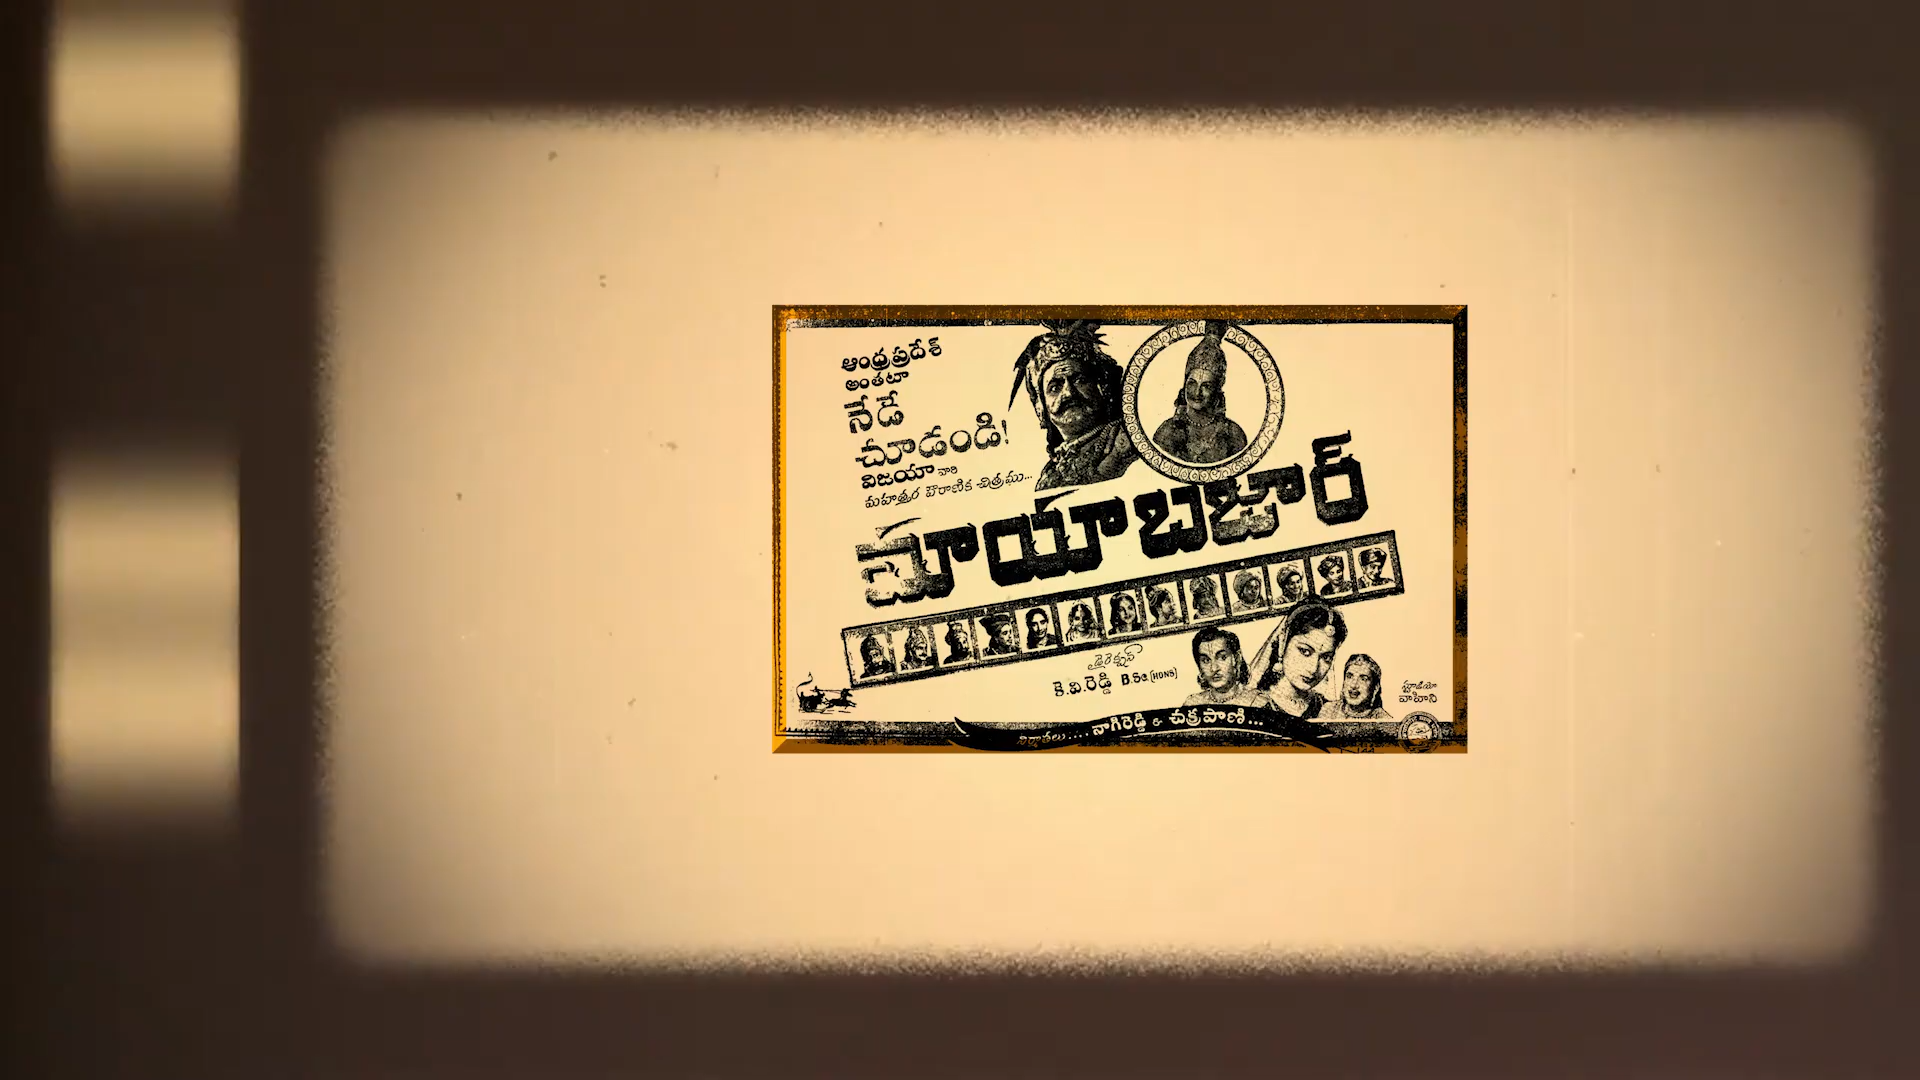 ఆంధ్రప్రదేశ్
అంతటా
నేడే
చూడండి!
విజయా వారి
మహత్తర పౌరాణిక చిత్రము...
మాయాబజార్
డైరెక్షన్
కె.వి.రెడ్డి B.Sc.(HONS)
స్టూడియో
వాహిని
నిర్మాతలు:... నాగిరెడ్డి & చక్రపాణి...